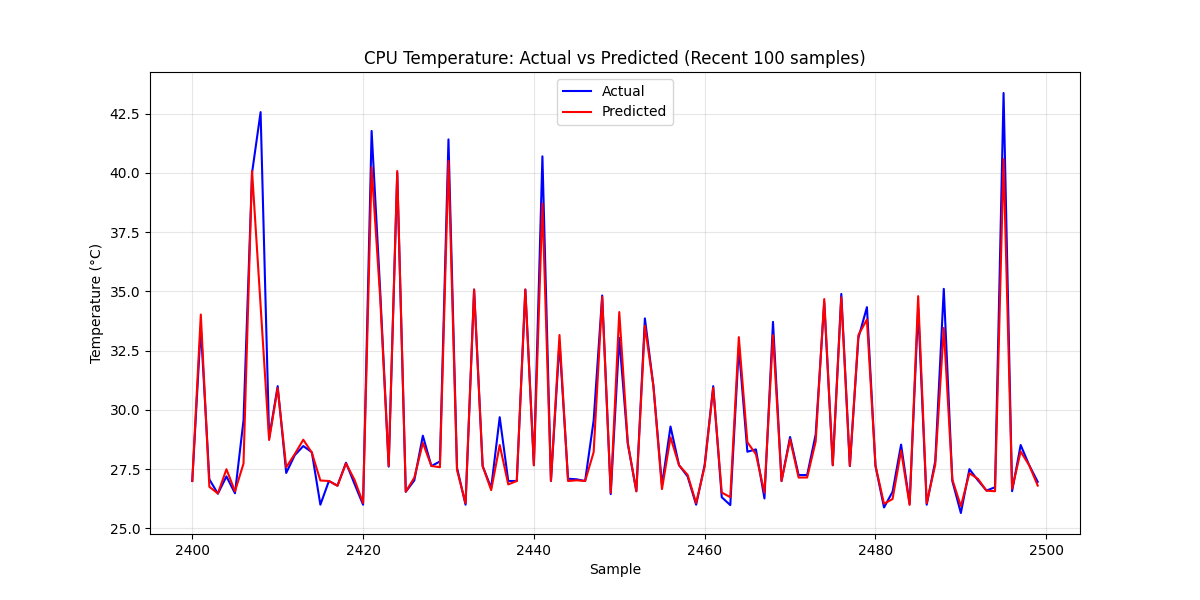 CPU Temperature: Actual vs Predicted (Recent 100 samples)
Actual
Predicted
Temperature (°C)
42.5
40.0
37.5
35.0
32.5
30.0
27.5
25.0
2400
2420
2440
2460
2480
2500
Sample